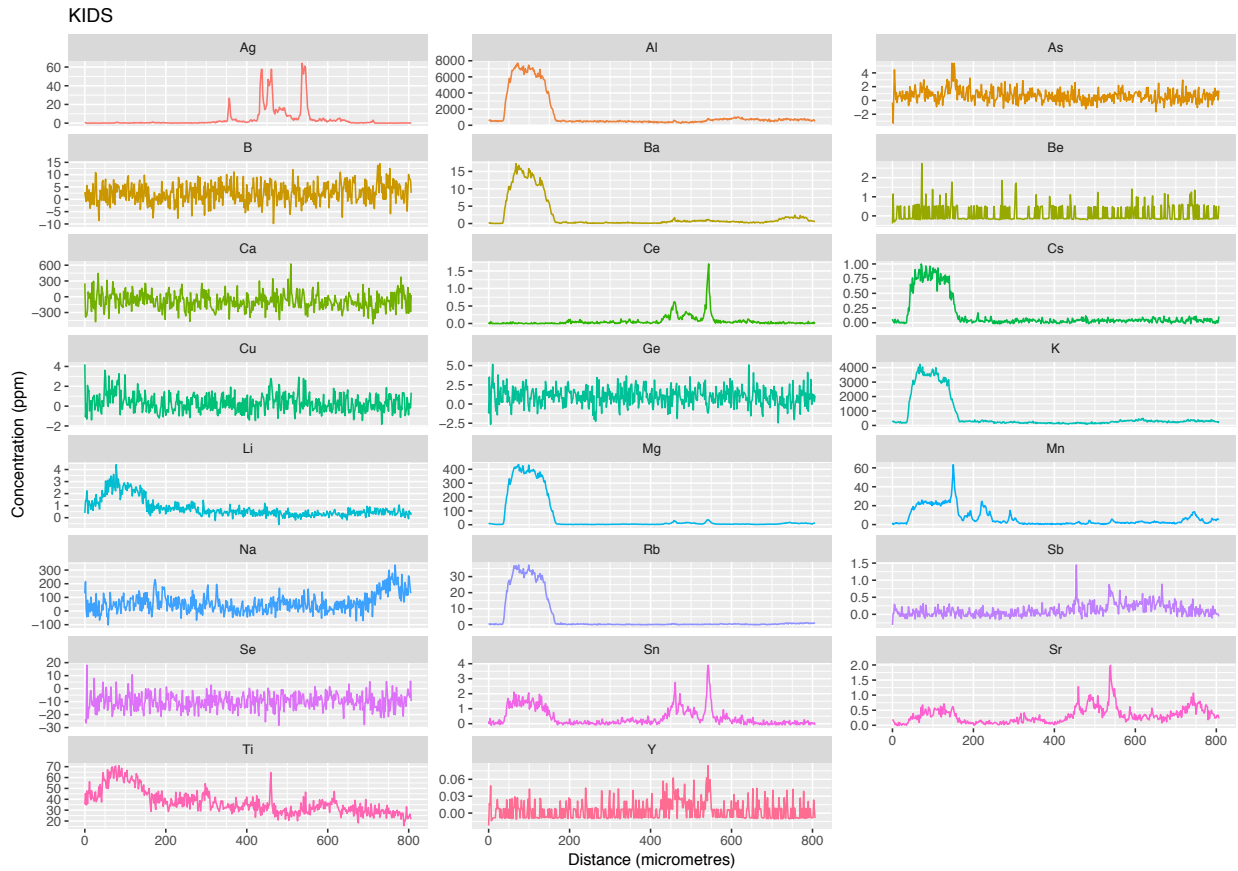 KIDS
Ag Al As
60 40 20 0
8000 6000 4000 2000 0
4 2 0 −2
B Ba Be
15 10 5 0 −5 −10
15 10 5 0
2 1 0
Ca Ce Cs
600 300 0 −300
1.5 1.0 0.5 0.0
1.00 0.75 0.50 0.25 0.00
Cu Ge K
4 2 0 −2
5.0 2.5 0.0 −2.5
4000 3000 2000 1000 0
Li Mg Mn
4 3 2 1 0
400 300 200 100 0
60 40 20 0
Na Rb Sb
300 200 100 0 −100
30 20 10 0
1.5 1.0 0.5 0.0
Se Sn Sr
20 10 0 −10 −20 −30
4 3 2 1 0
2.0 1.5 1.0 0.5 0.0
0 200 400 600 800
Ti Y
70 60 50 40 30 20
0.06 0.03 0.00
0 200 400 600 800
0 200 400 600 800
Distance (micrometres)
Concentration (ppm)